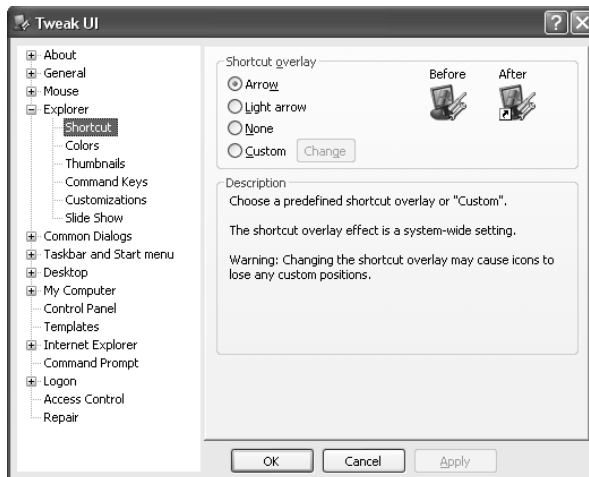 Tweak UI
About
General
Mouse
Explorer
Shortcut
Colors
Thumbnails
Command Keys
Customizations
Slide Show
Common Dialogs
Taskbar and Start menu
Desktop
My Computer
Control Panel
Templates
Internet Explorer
Command Prompt
Logon
Access Control
Repair
Shortcut overlay
Arrow
Light arrow
None
Custom
Change
Before
After
Description
Choose a predefined shortcut overlay or "Custom".
The shortcut overlay effect is a system-wide setting.
Warning: Changing the shortcut overlay may cause icons to
lose any custom positions.
OK
Cancel
Apply